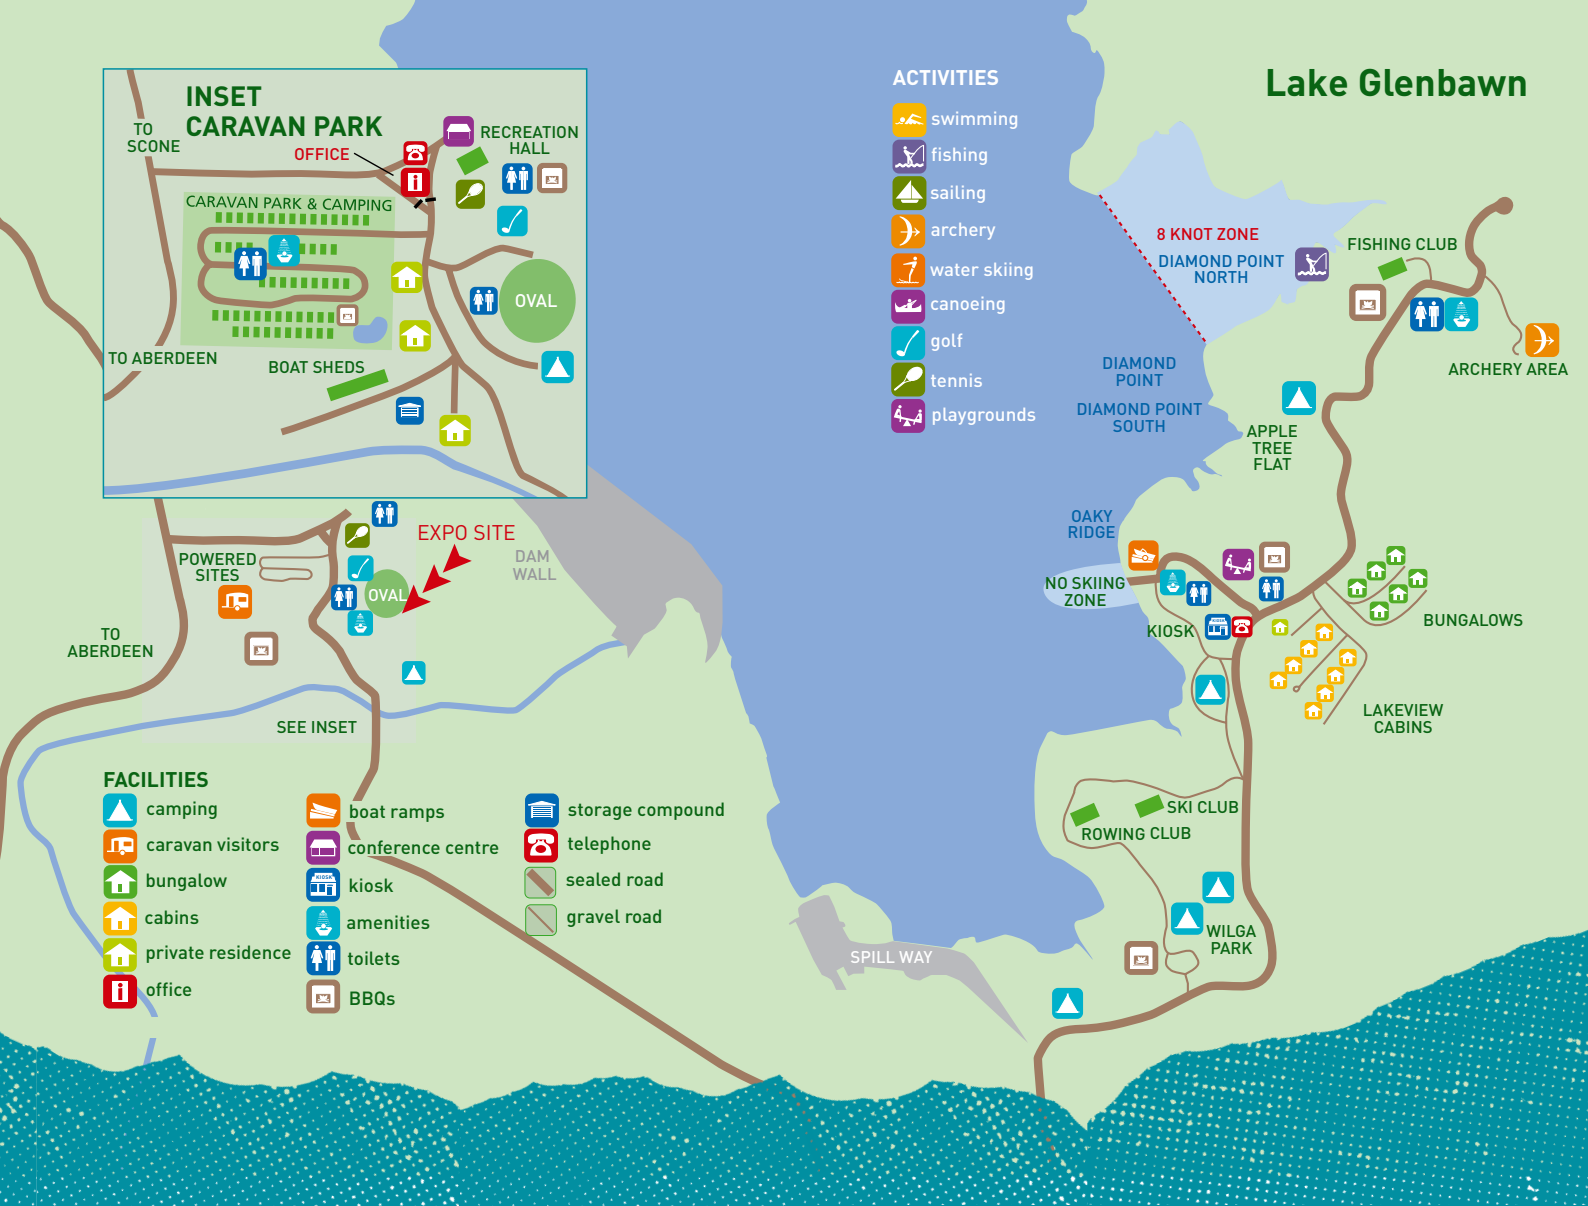 Lake Glenbawn
INSET
CARAVAN PARK
TO
SCONE
OFFICE
RECREATION
HALL
CARAVAN PARK & CAMPING
OVAL
TO ABERDEEN
BOAT SHEDS
ACTIVITIES
swimming
fishing
sailing
archery
water skiing
canoeing
golf
tennis
playgrounds
8 KNOT ZONE
DIAMOND POINT
NORTH
FISHING CLUB
ARCHERY AREA
DIAMOND
POINT
DIAMOND POINT
SOUTH
APPLE
TREE
FLAT
OAKY
RIDGE
NO SKIING
ZONE
KIOSK
KIOSK
BUNGALOWS
LAKEVIEW
CABINS
EXPO SITE
DAM
WALL
POWERED
SITES
OVAL
TO
ABERDEEN
SEE INSET
SKI CLUB
ROWING CLUB
WILGA
PARK
SPILL WAY
FACILITIES
camping
caravan visitors
bungalow
cabins
private residence
office
boat ramps
conference centre
KIOSK
kiosk
amenities
toilets
BBQs
storage compound
telephone
sealed road
gravel road